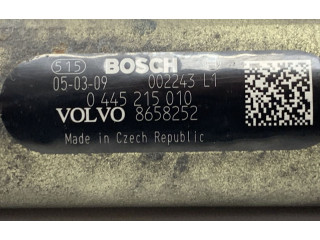 515 BOSCH
05-03-09 002243 L1
0 445 215 010
VOLVO 8658252
Made in Czech Republic